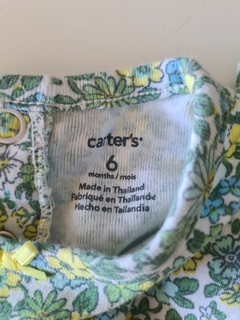 carter's
6
months / mois
Made in Thailand
Fabriqué en Thaïlande
Hecho en Tailandia